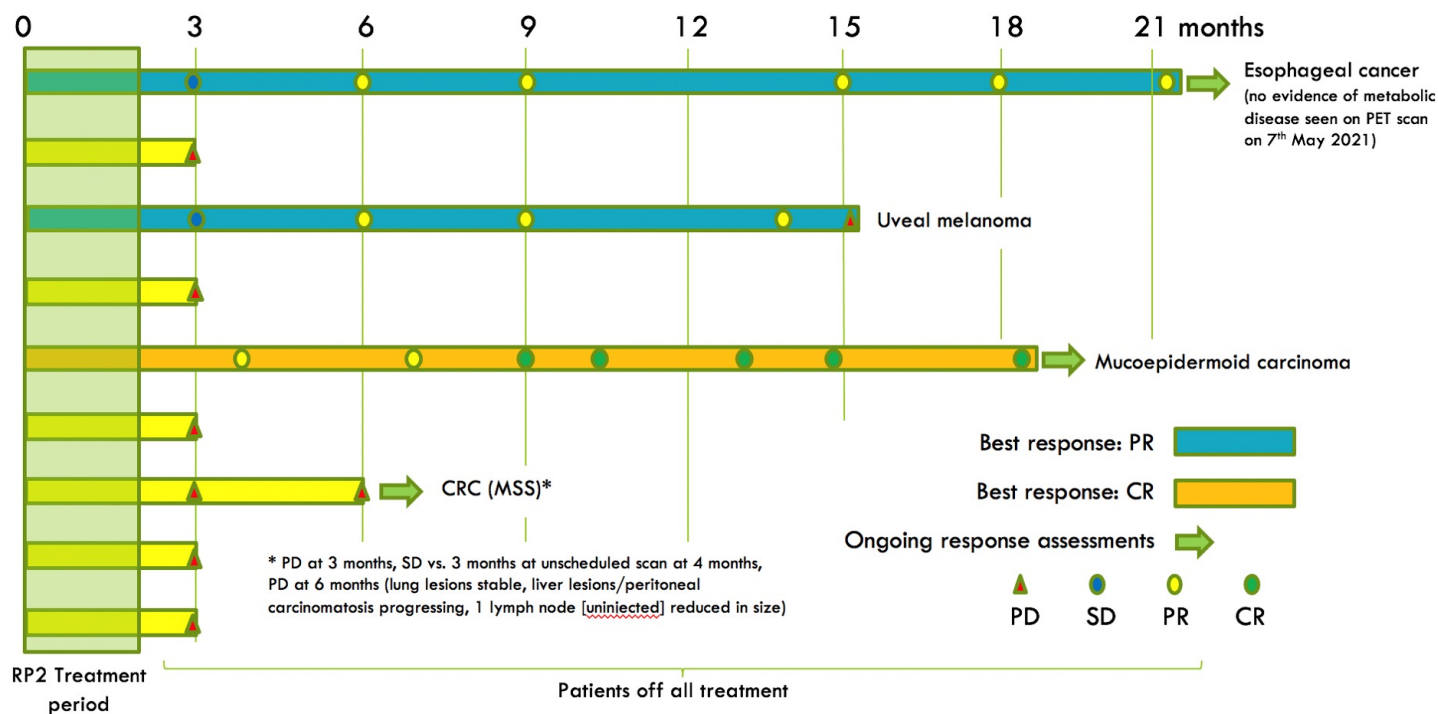 0 3 6 9 12 15 18 21 months
Esophageal cancer
(no evidence of metabolic
disease seen on PET scan
on 7th May 2021)
Uveal melanoma
Mucoepidermoid carcinoma
CRC (MSS)*
* PD at 3 months, SD vs. 3 months at unscheduled scan at 4 months,
PD at 6 months (lung lesions stable, liver lesions/peritoneal
carcinomatosis progressing, 1 lymph node [uninjected] reduced in size)
Best response: PR
Best response: CR
Ongoing response assessments
PD SD PR CR
RP2 Treatment
period
Patients off all treatment